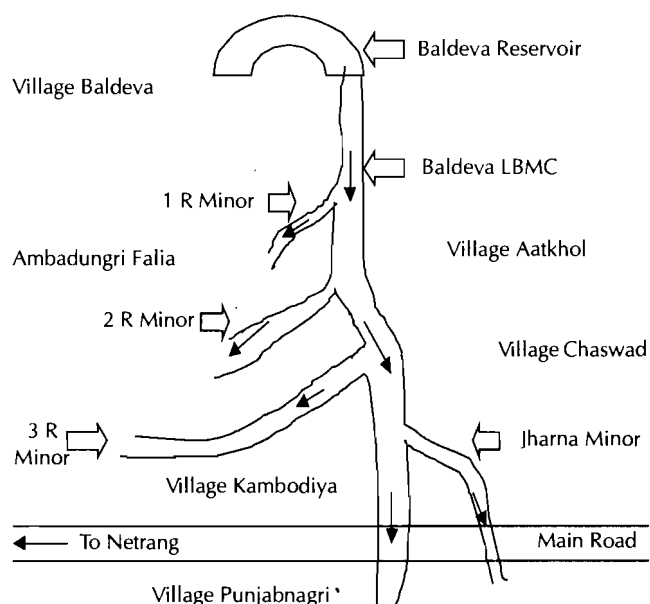 Baldeva Reservoir
Village Baldeva
Baldeva LBMC
1 R Minor
Ambadungri Falia
Village Aatkhol
2 R Minor
Village Chaswad
3 R
Minor
Jharna Minor
Village Kambodiya
To Netrang
Main Road
Village Punjabnagri